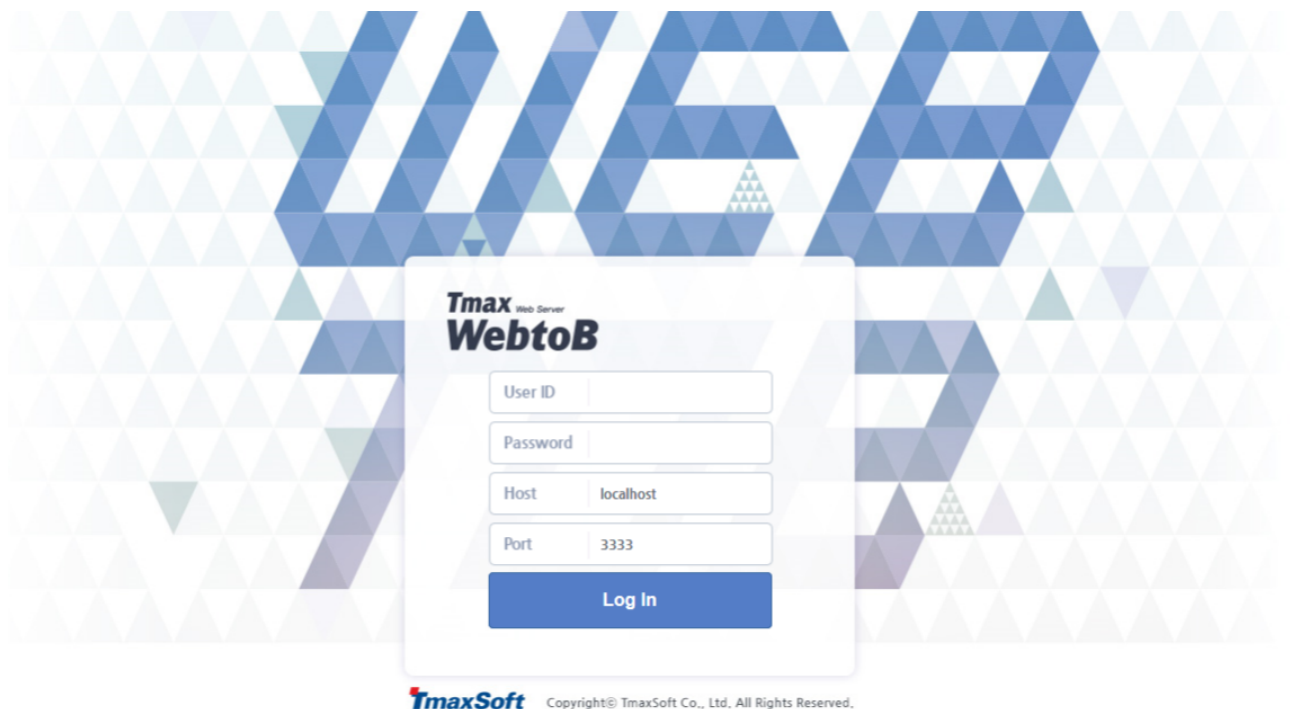 WEB
Tmax Web Server
WebtoB
User ID
Password
Host localhost
Port 3333
Log In
TmaxSoft Copyright© TmaxSoft Co., Ltd, All Rights Reserved.